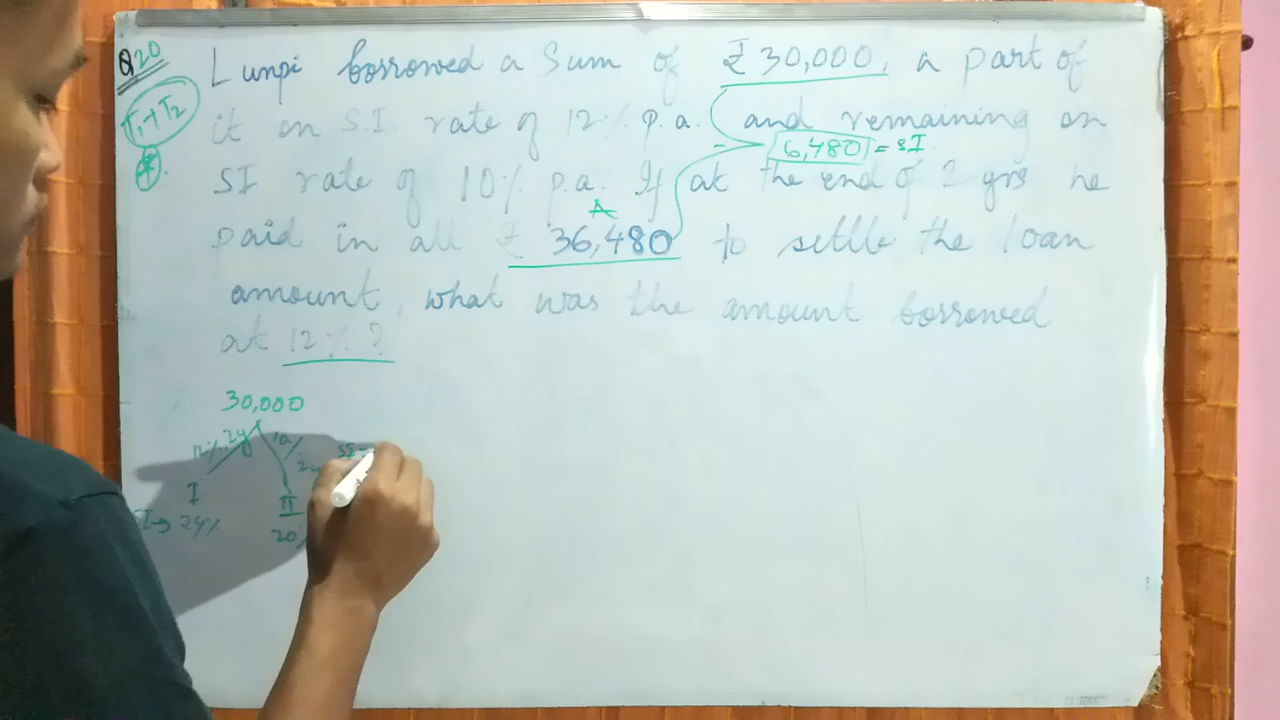 Q20
T1 + T2
Lunpi borrowed a Sum of ₹ 30,000, a part of
it on S.I. rate of 12% p.a. and remaining on
6,480 = SI
SI rate of 10% p.a. If at the end of 2 yrs he
A
paid in all ₹ 36,480 to settle the loan
amount, what was the amount borrowed
at 12% ?
30,000
12% 2y 10%
SI
I II
SI → 24% 20%